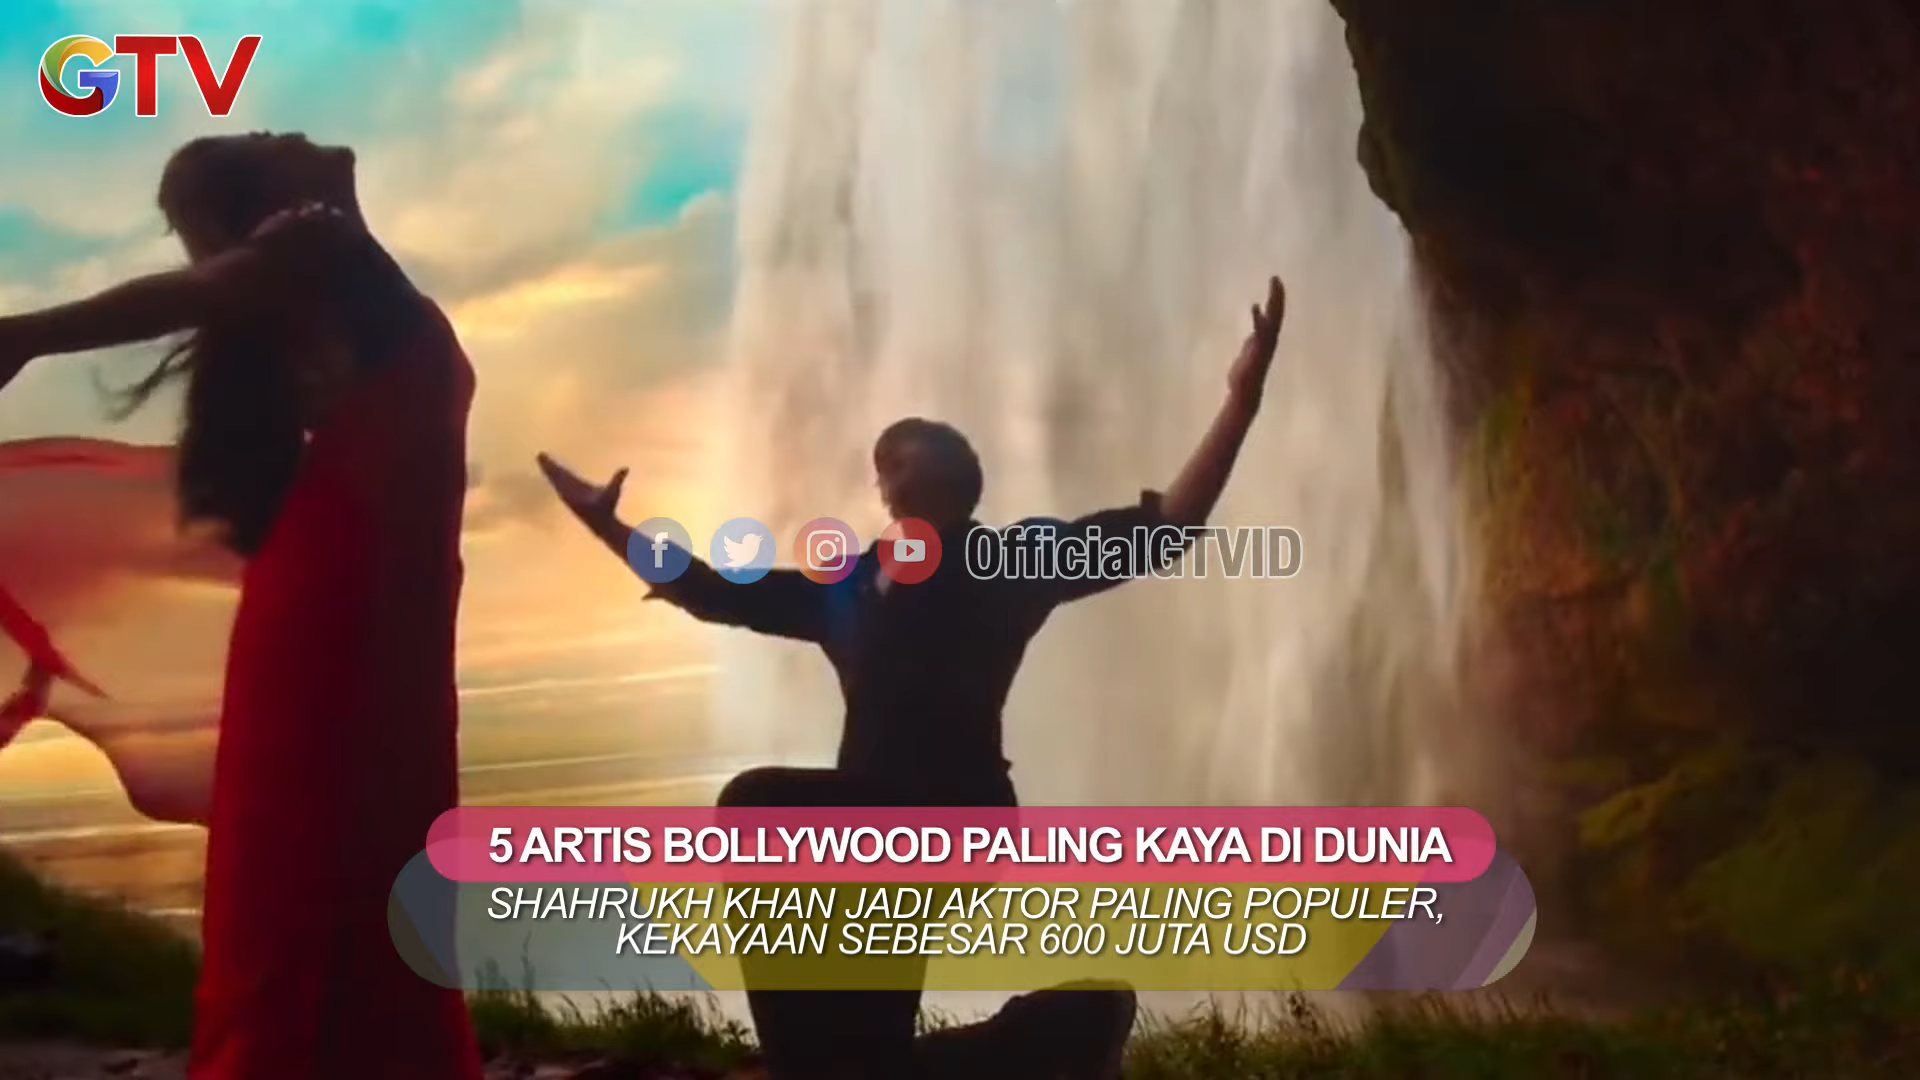 GTV
OfficialGTVID
5 ARTIS BOLLYWOOD PALING KAYA DI DUNIA
SHAHRUKH KHAN JADI AKTOR PALING POPULER,
KEKAYAAN SEBESAR 600 JUTA USD